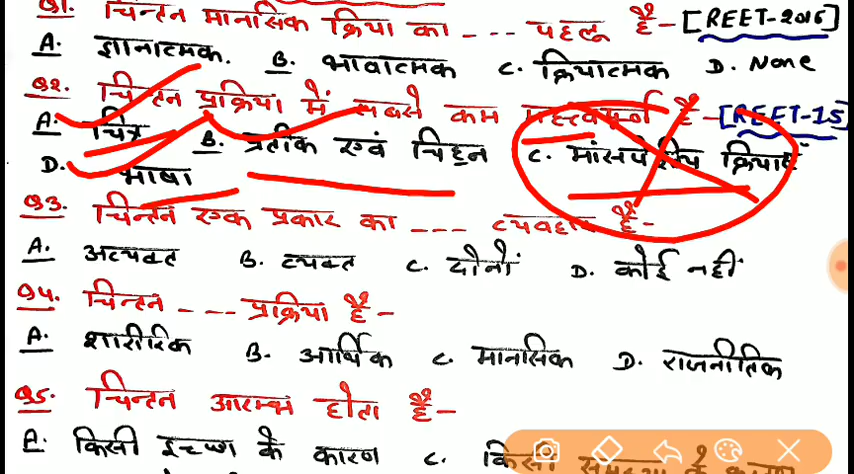 Q1. चिन्तन मानसिक क्रिया का ... पहलू है- [REET-2016]
A. ज्ञानात्मक. B. भावात्मक C. क्रियात्मक D. None
Q2. चिन्तन प्रक्रिया में सबसे कम महत्वपूर्ण है- [REET-15]
A. चित्र B. प्रतीक एवं चिह्न C. मांसपेशीय क्रियाएं
D. भाषा
Q3. चिन्तन एक प्रकार का ... व्यवहार है-
A. अव्यक्त B. व्यक्त C. दोनों D. कोई नहीं
Q4. चिन्तन ... प्रक्रिया है-
A. शारीरिक B. आर्थिक C. मानसिक D. राजनीतिक
Q5. चिन्तन आरम्भ होता है-
A. किसी के कारण C. किसी